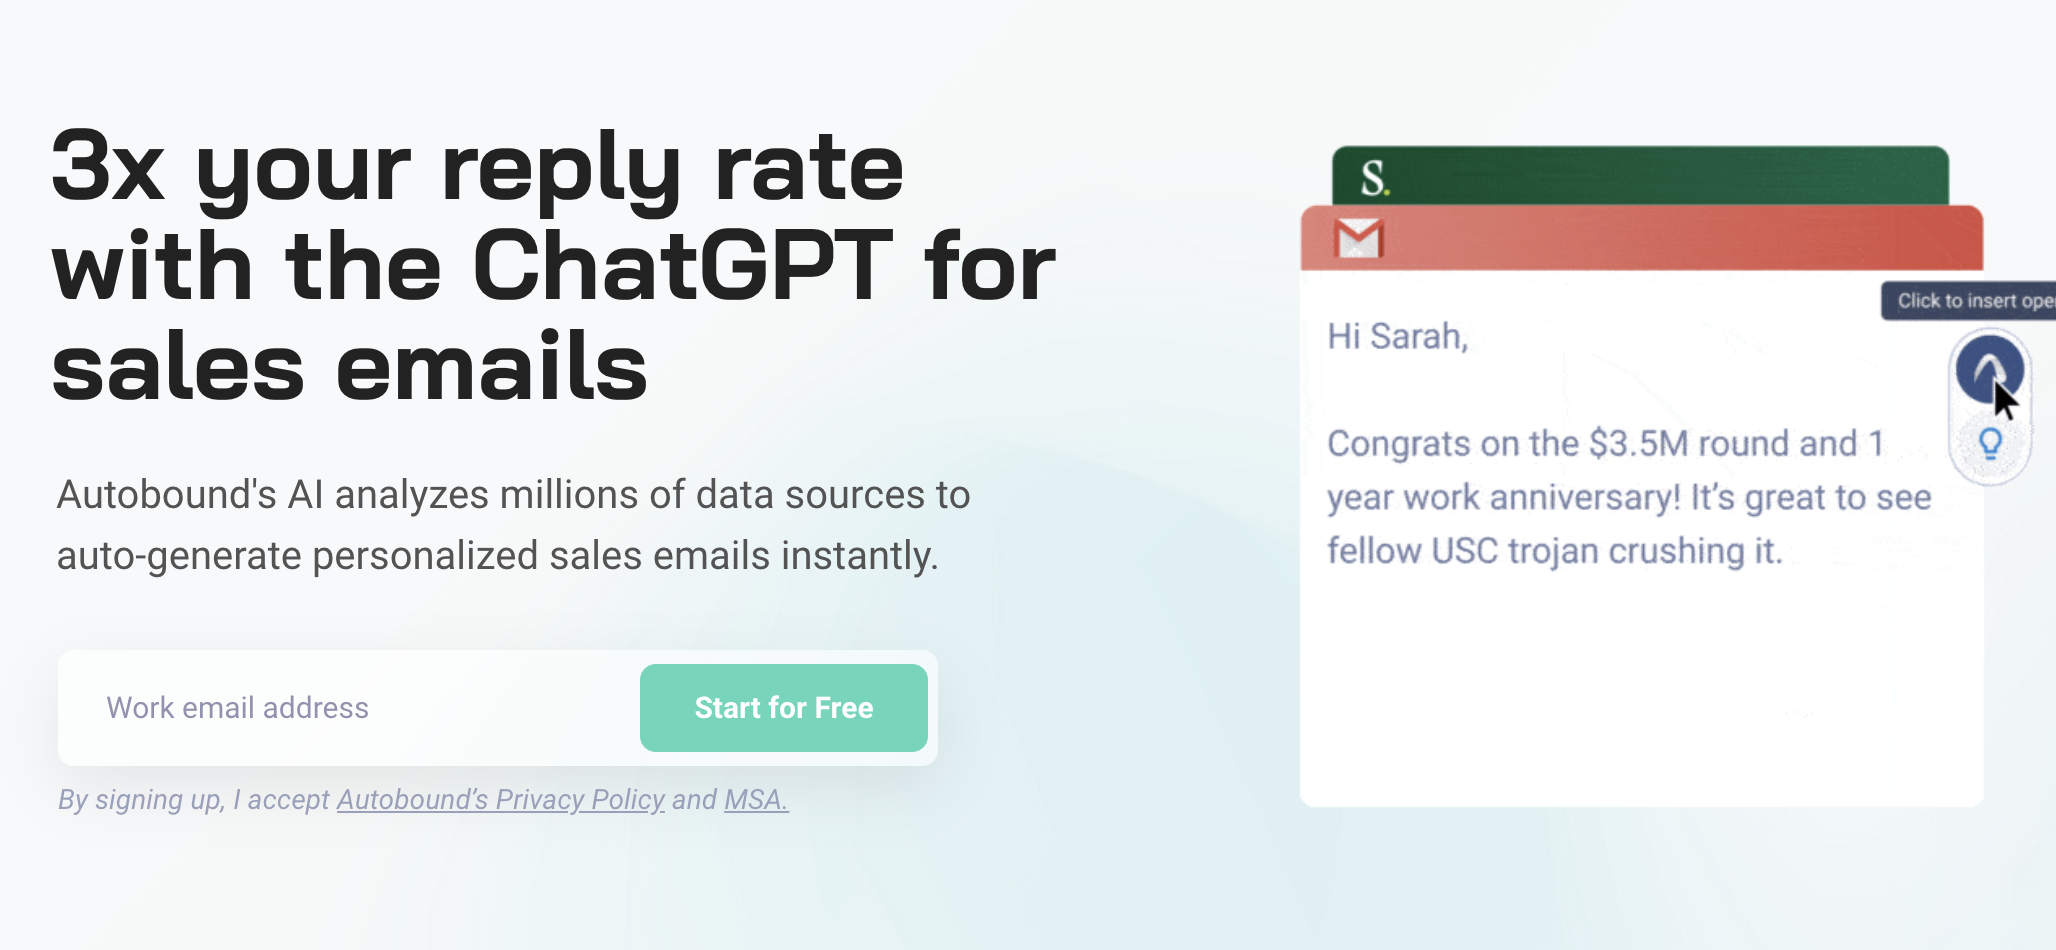 3x your reply rate
with the ChatGPT for
sales emails
Autobound's AI analyzes millions of data sources to
auto-generate personalized sales emails instantly.
Work email address
Start for Free
By signing up, I accept Autobound’s Privacy Policy and MSA.
S.
Click to insert
Hi Sarah,
Congrats on the $3.5M round and 1
year work anniversary! It’s great to see
fellow USC trojan crushing it.